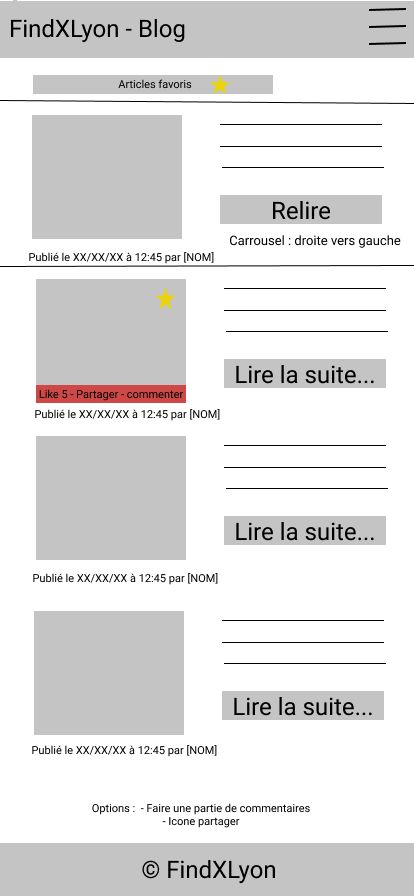 FindXLyon - Blog
Articles favoris
Relire
Carrousel : droite vers gauche
Publié le XX/XX/XX à 12:45 par [NOM]
Like 5 - Partager - commenter
Lire la suite...
Publié le XX/XX/XX à 12:45 par [NOM]
Lire la suite...
Publié le XX/XX/XX à 12:45 par [NOM]
Lire la suite...
Publié le XX/XX/XX à 12:45 par [NOM]
Options : - Faire une partie de commentaires
- Icone partager
© FindXLyon